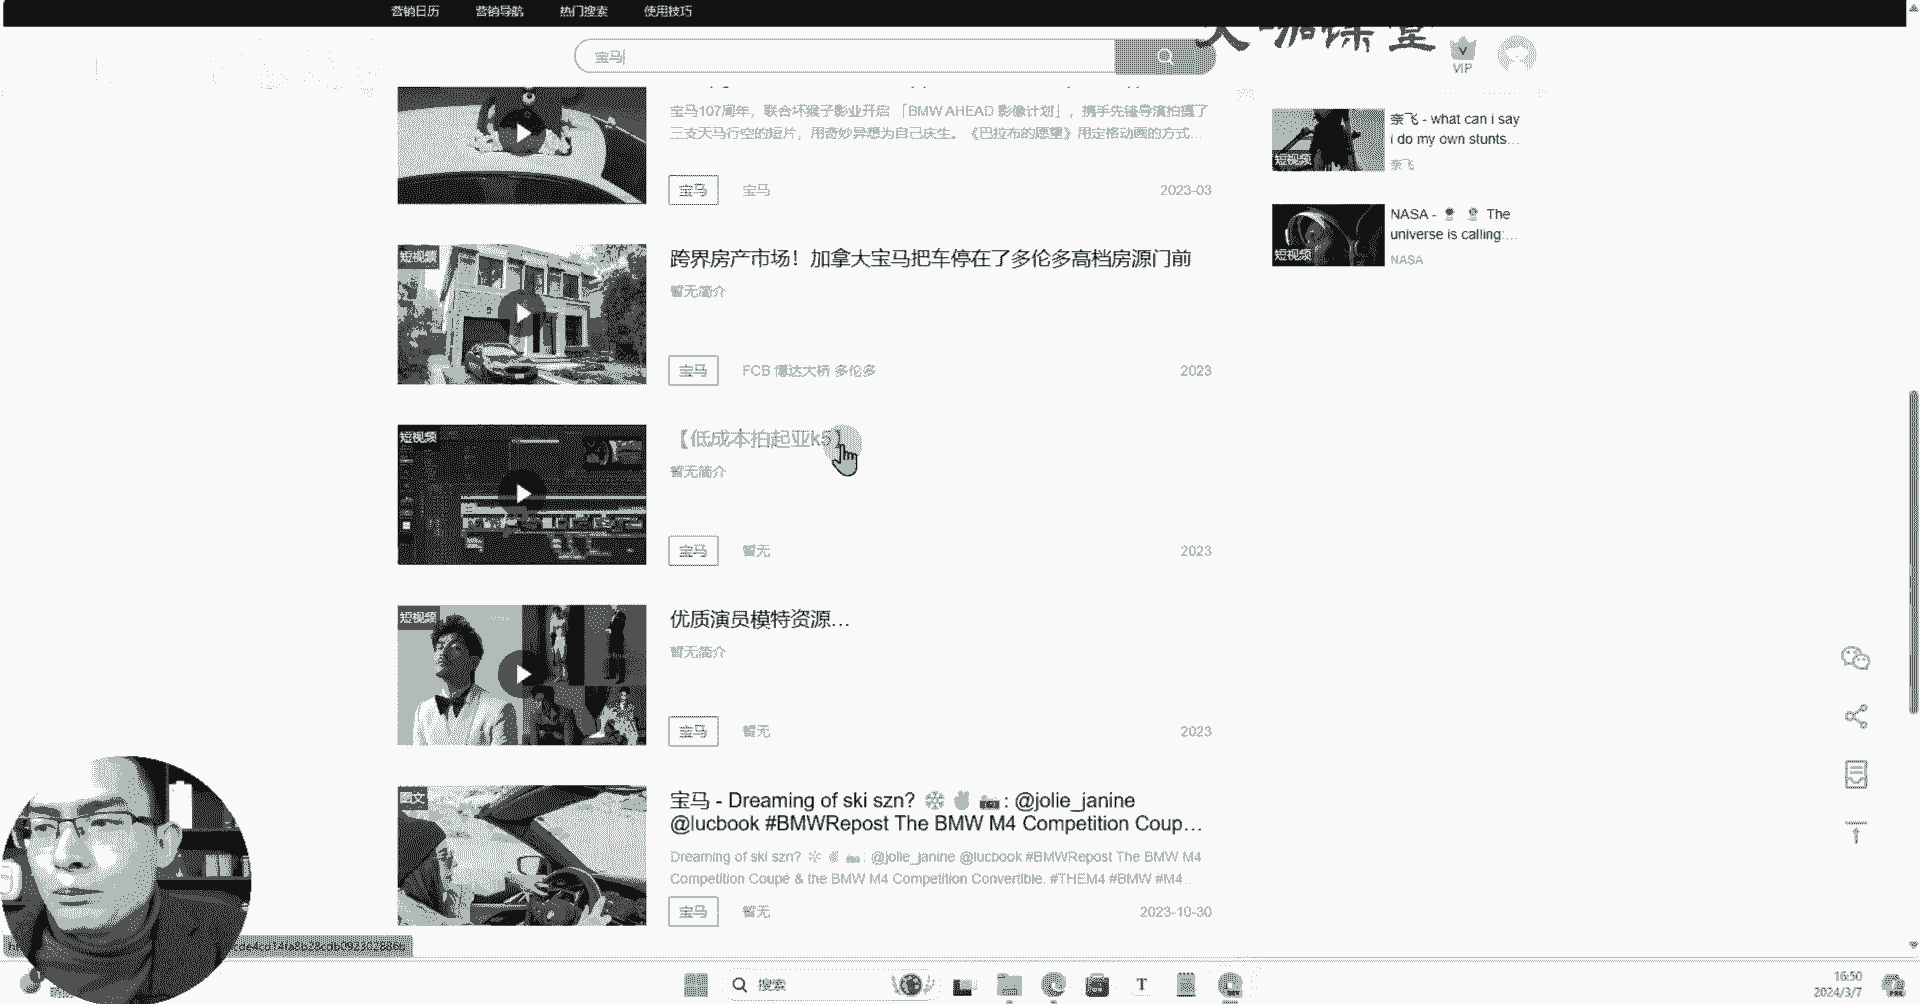 营销日历 营销导航 热门搜索 使用技巧
宝马
大咖课堂
VIP
宝马107周年，联合坏猴子影业开启 「BMW AHEAD 影像计划」，携手先锋导演拍摄了
三支天马行空的短片，用奇妙异想为自己庆生。《巴拉布的愿望》用定格动画的方式...
宝马 宝马 2023-03
短视频
跨界房产市场！加拿大宝马把车停在了多伦多高档房源门前
暂无简介
宝马 FCB 博达大桥 多伦多 2023
短视频
【低成本拍起亚k5】
暂无简介
宝马 暂无 2023
短视频
优质演员模特资源...
暂无简介
宝马 暂无 2023
图文
宝马 - Dreaming of ski szn? ❄ ✌ 📷 : @jolie_janine
@lucbook #BMWRepost The BMW M4 Competition Coup...
Dreaming of ski szn? ❄ ✌ 📷 : @jolie_janine @lucbook #BMWRepost The BMW M4
Competition Coupé & the BMW M4 Competition Convertible. #THEM4 #BMW #M4...
宝马 暂无 2023-10-30
奈飞 - what can i say
i do my own stunts...
短视频
奈飞
NASA - The
universe is calling:...
短视频
NASA
搜索
16:50
2024/3/7